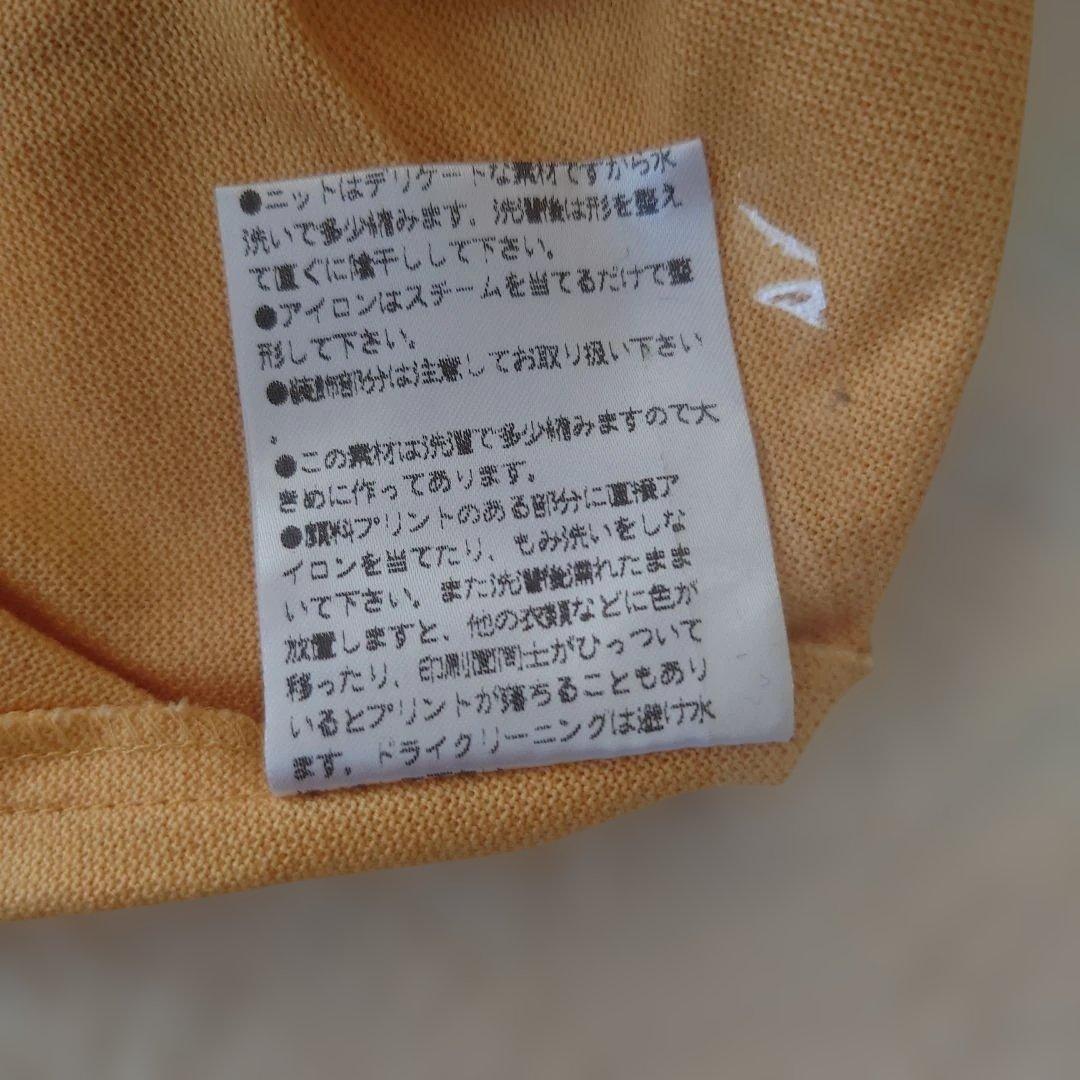 ●ニットはデリケートな素材ですから水
洗いで多少縮みます。洗濯後は形を整え
て直ぐに陰干しして下さい。
●アイロンはスチームを当てるだけで整
形して下さい。
●装飾部分は注意してお取り扱い下さい
。
●この素材は洗濯で多少縮みますので大
きめに作ってあります。
●顔料プリントのある部分に直接ア
イロンを当てたり、もみ洗いをしな
いで下さい。また洗濯後濡れたまま
放置しますと、他の衣類などに色が
移ったり、印刷面同士がひっついて
いるとプリントが落ちることもあり
ます。ドライクリーニングは避け水